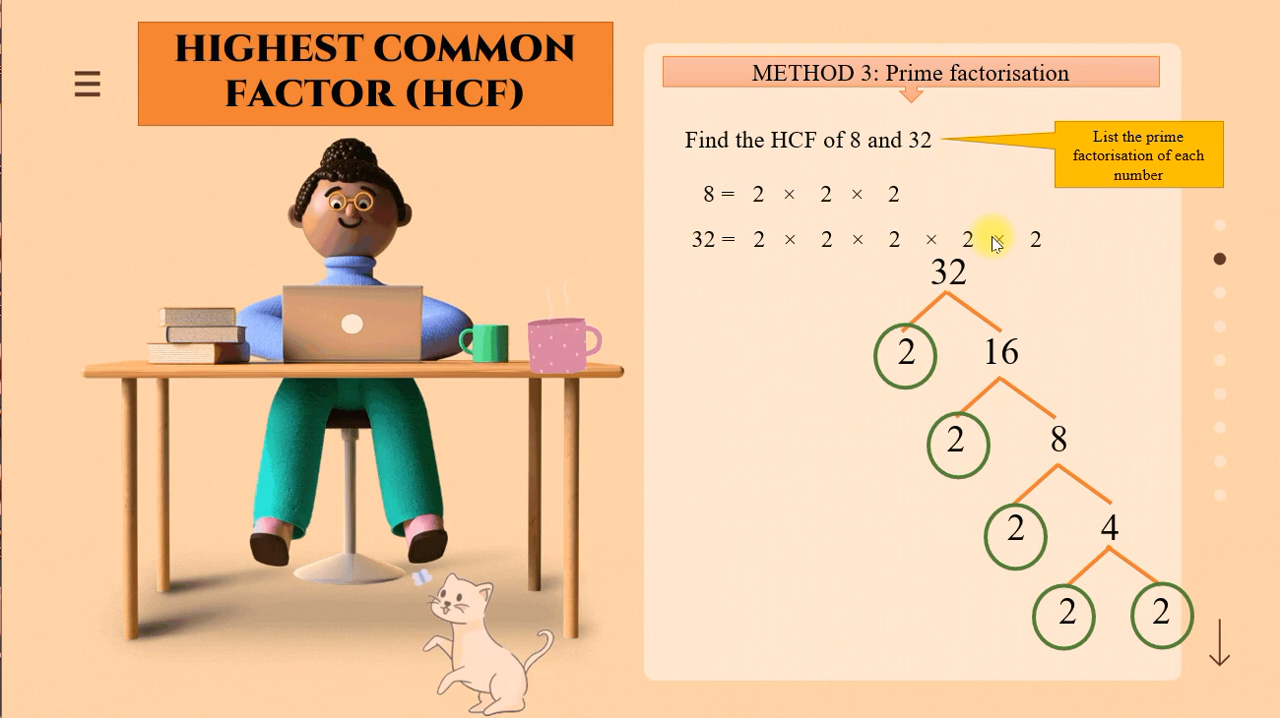 HIGHEST COMMON
FACTOR (HCF)
METHOD 3: Prime factorisation
Find the HCF of 8 and 32
List the prime
factorisation of each
number
8 = 2 × 2 × 2
32 = 2 × 2 × 2 × 2 × 2
32
2 16
2 8
2 4
2 2